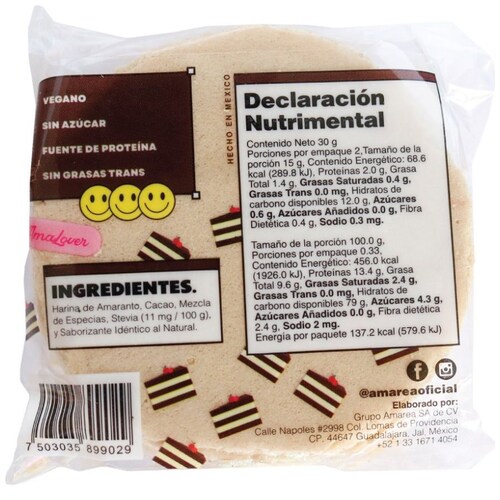 VEGANO
SIN AZÚCAR
FUENTE DE PROTEÍNA
SIN GRASAS TRANS
HECHO EN MEXICO
maLover
INGREDIENTES.
Harina de Amaranto, Cacao, Mezcla
de Especias, Stevia (11 mg / 100 g),
y Saborizante Idéntico al Natural.
Declaración
Nutrimental
Contenido Neto 30 g
Porciones por empaque 2,Tamaño de la
porción 15 g, Contenido Energético: 68.6
kcal (289.8 kJ), Proteínas 2.0 g, Grasa
Total 1.4 g, Grasas Saturadas 0.4 g,
Grasas Trans 0.0 mg, Hidratos de
carbono disponibles 12.0 g, Azúcares
0.6 g, Azúcares Añadidos 0.0 g, Fibra
Dietética 0.4 g, Sodio 0.3 mg.
Tamaño de la porción 100.0 g,
Porciones por empaque 0.33,
Contenido Energético: 456.0 kcal
(1926.0 kJ), Proteínas 13.4 g, Grasa
Total 9.6 g, Grasas Saturadas 2.4 g,
Grasas Trans 0.0 mg, Hidratos de
carbono disponibles 79 g, Azúcares 4.3 g,
Azúcares Añadidos 0.0 g, Fibra dietética
2.4 g, Sodio 2 mg.
Energía por paquete 137.2 kcal (579.6 kJ)
@amareaoficial
Elaborado por:
Grupo Amarea SA de CV
Calle Napoles #2998 Col. Lomas de Providencia
CP. 44647 Guadalajara, Jal, México
+52 1 33 1671 4054
7 503035 899029